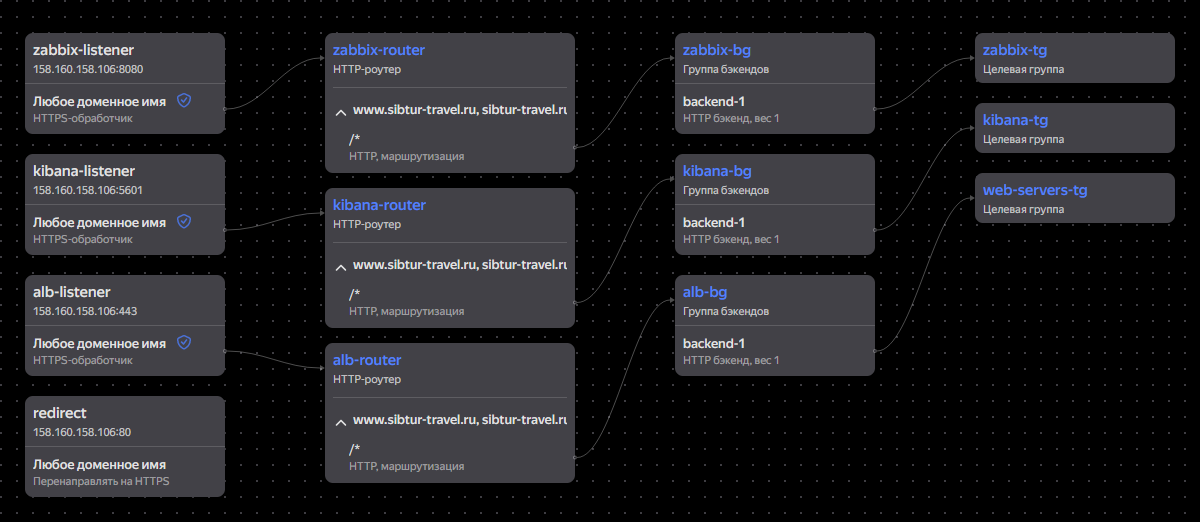 zabbix-listener
158.160.158.106:8080
Любое доменное имя
HTTPS-обработчик
kibana-listener
158.160.158.106:5601
Любое доменное имя
HTTPS-обработчик
alb-listener
158.160.158.106:443
Любое доменное имя
HTTPS-обработчик
redirect
158.160.158.106:80
Любое доменное имя
Перенаправлять на HTTPS
zabbix-router
HTTP-роутер
www.sibtur-travel.ru, sibtur-travel.ru
/*
HTTP, маршрутизация
kibana-router
HTTP-роутер
www.sibtur-travel.ru, sibtur-travel.ru
/*
HTTP, маршрутизация
alb-router
HTTP-роутер
www.sibtur-travel.ru, sibtur-travel.ru
/*
HTTP, маршрутизация
zabbix-bg
Группа бэкендов
backend-1
HTTP бэкенд, вес 1
kibana-bg
Группа бэкендов
backend-1
HTTP бэкенд, вес 1
alb-bg
Группа бэкендов
backend-1
HTTP бэкенд, вес 1
zabbix-tg
Целевая группа
kibana-tg
Целевая группа
web-servers-tg
Целевая группа